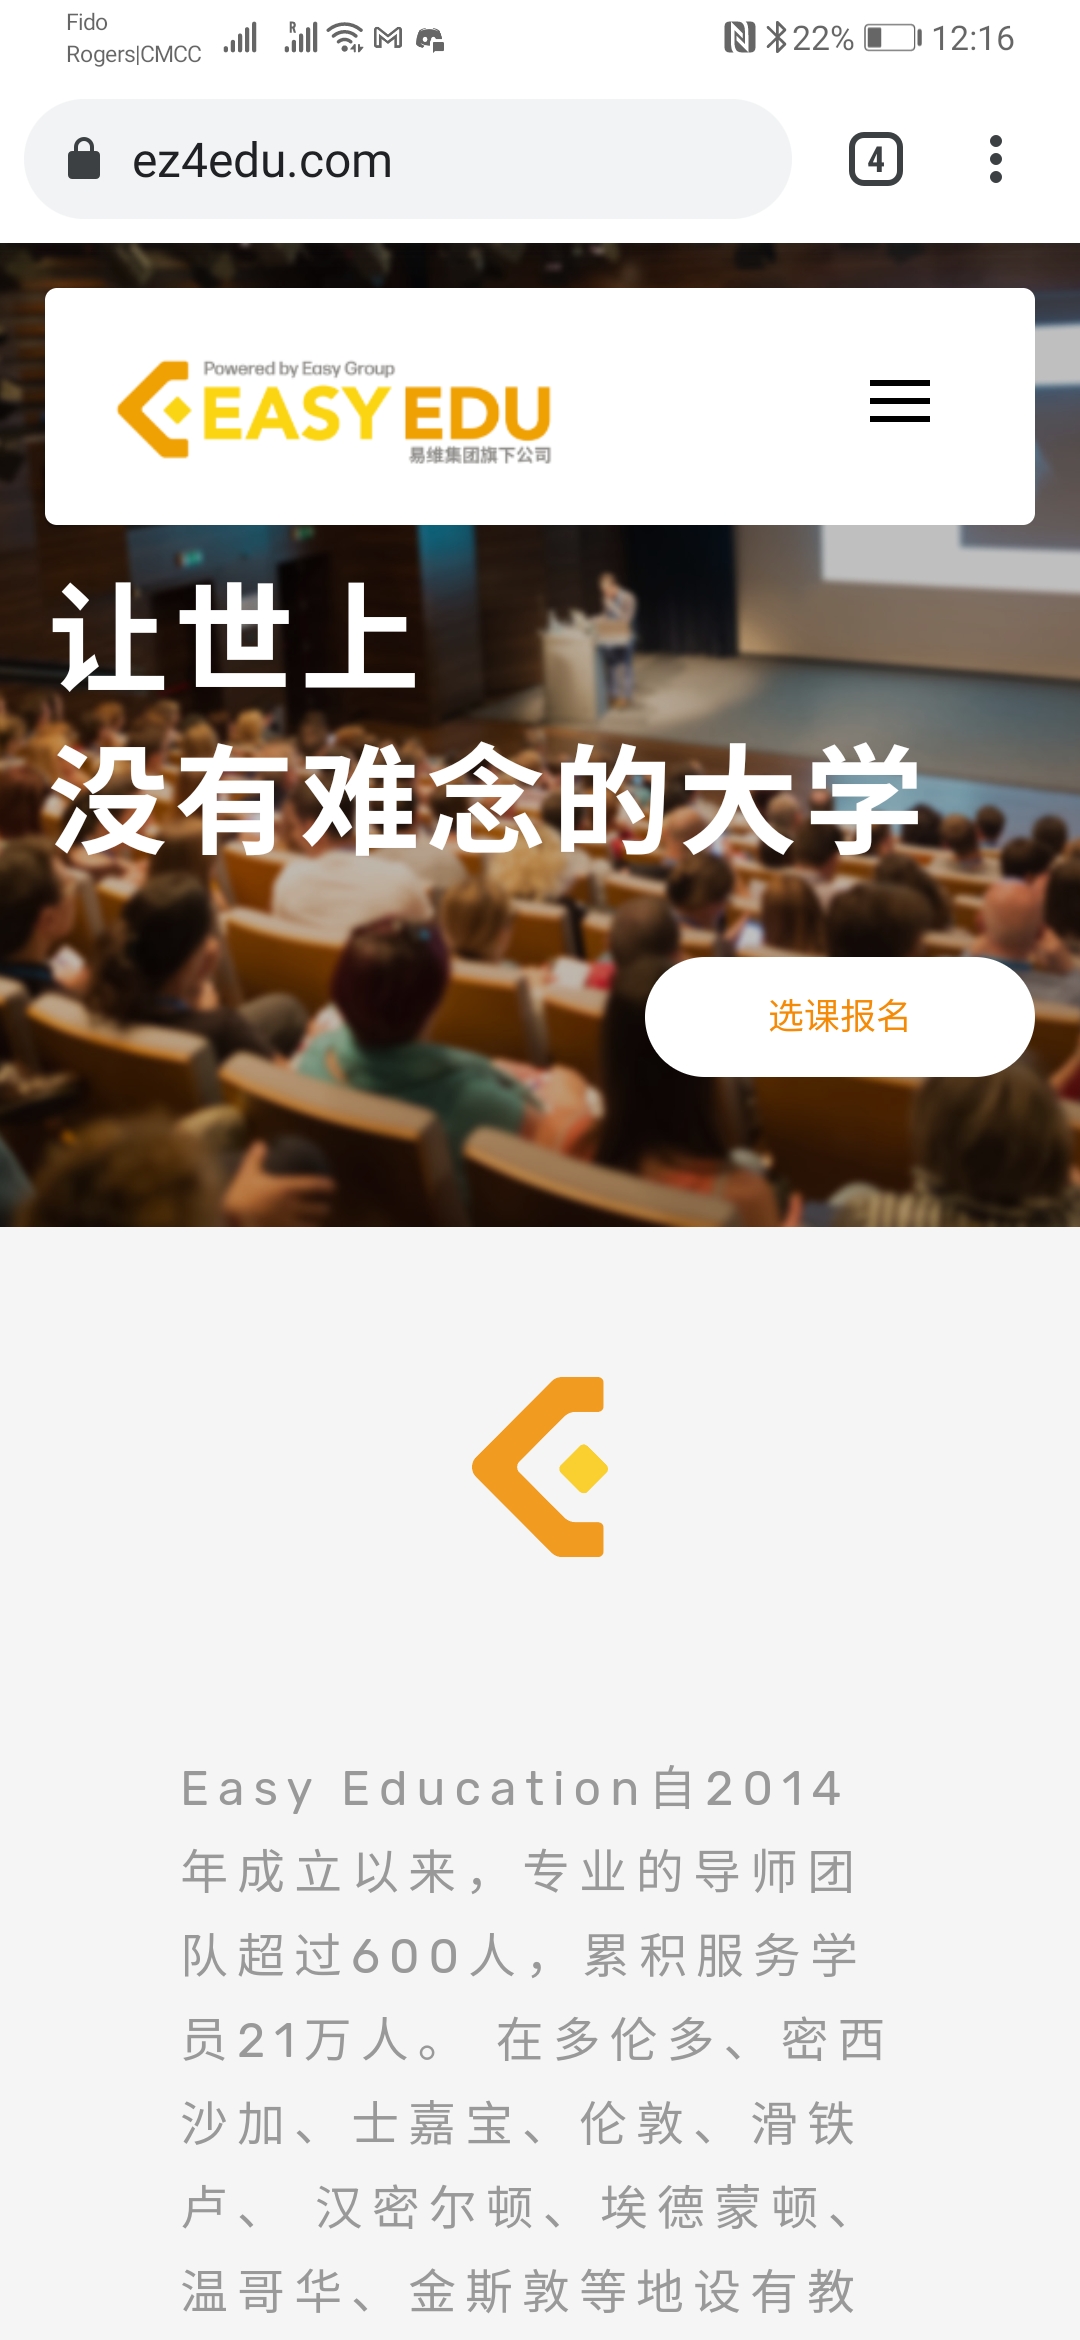 Fido
Rogers|CMCC
R
22%
12:16
ez4edu.com
4
Powered by Easy Group
EASY EDU
易维集团旗下公司
让世上
没有难念的大学
选课报名
Easy Education自2014
年成立以来，专业的导师团
队超过600人，累积服务学
员21万人。 在多伦多、密西
沙加、士嘉宝、伦敦、滑铁
卢、 汉密尔顿、埃德蒙顿、
温哥华、金斯敦等地设有教